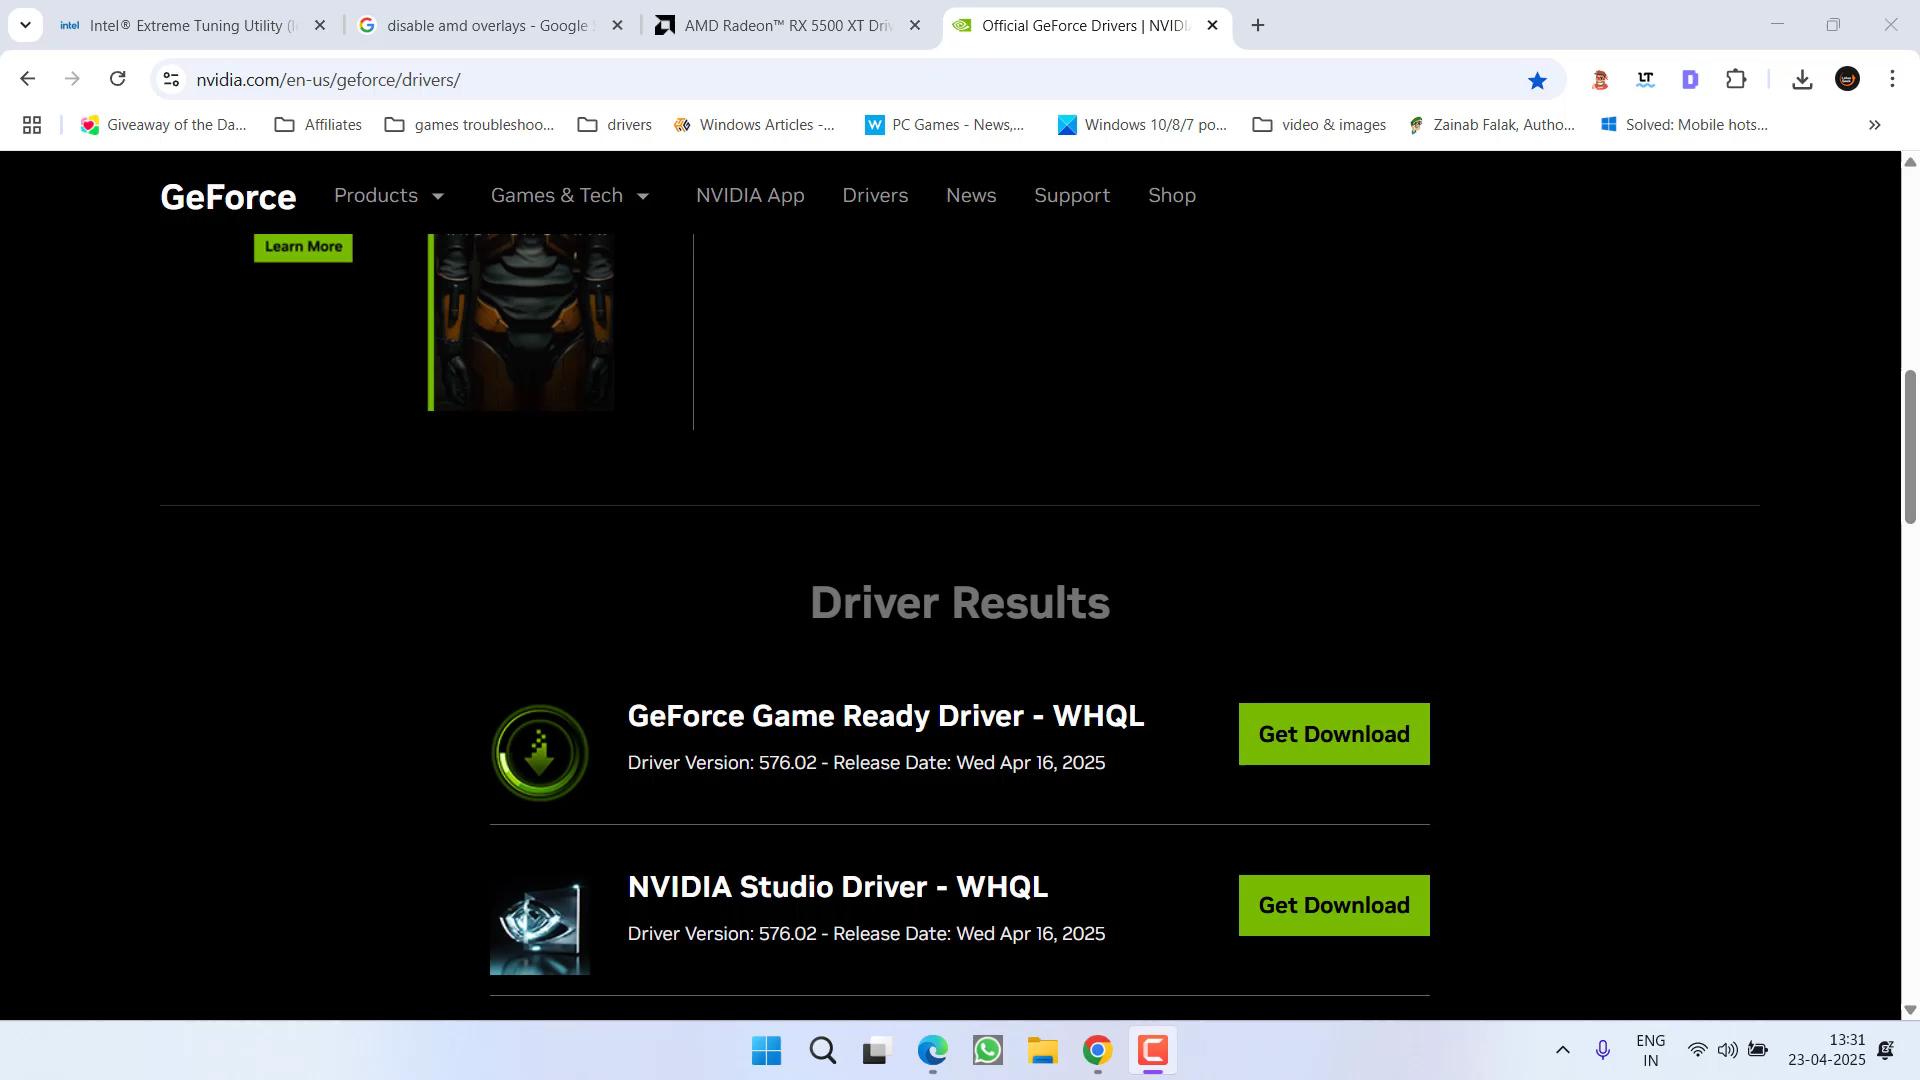 intel Intel® Extreme Tuning Utility (I
disable amd overlays - Google S
AMD Radeon™ RX 5500 XT Driv
Official GeForce Drivers | NVIDI
nvidia.com/en-us/geforce/drivers/
LT
Giveaway of the Da...
Affiliates
games troubleshoo...
drivers
Windows Articles -...
W PC Games - News,...
Windows 10/8/7 po...
video & images
Zainab Falak, Autho...
Solved: Mobile hots...
»
GeForce
Products
Games & Tech
NVIDIA App
Drivers
News
Support
Shop
Learn More
Driver Results
GeForce Game Ready Driver - WHQL
Driver Version: 576.02 - Release Date: Wed Apr 16, 2025
Get Download
NVIDIA Studio Driver - WHQL
Driver Version: 576.02 - Release Date: Wed Apr 16, 2025
Get Download
ENG
IN
13:31
23-04-2025